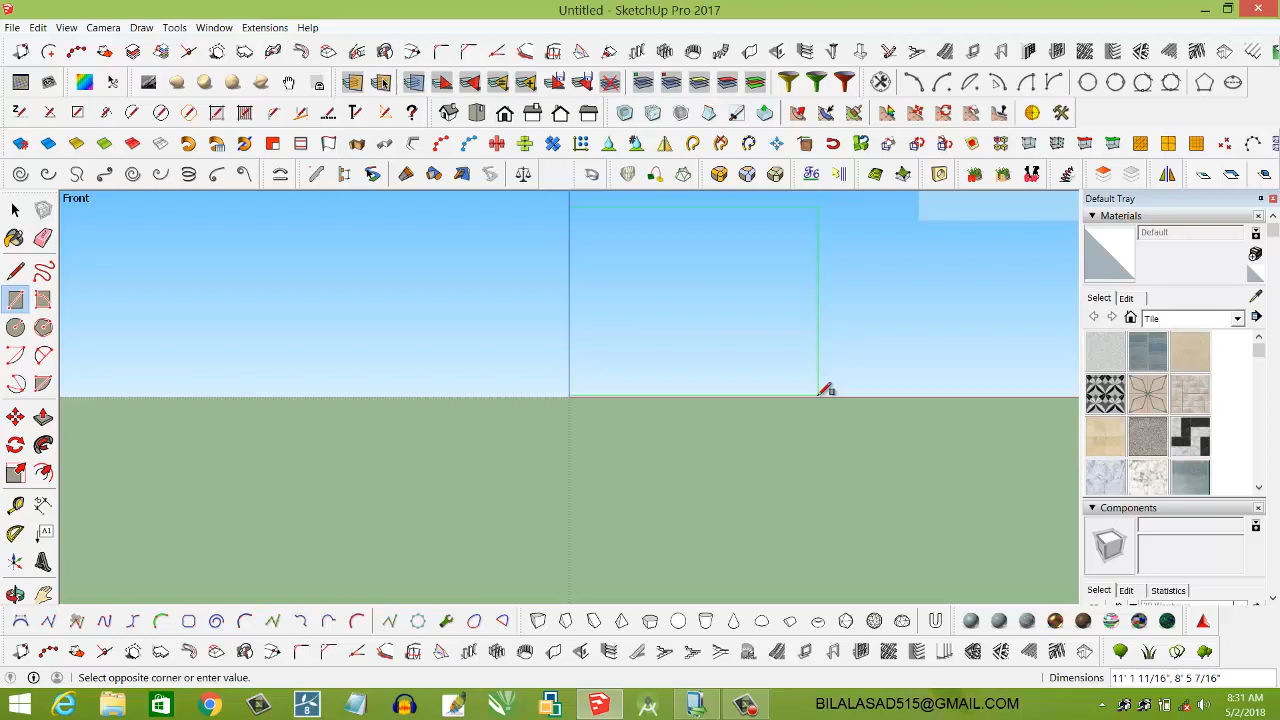 Untitled - SketchUp Pro 2017
File Edit View Camera Draw Tools Window Extensions Help
Front
Default Tray
Materials
Default
Select Edit
Tile
Components
Select Edit Statistics
Select opposite corner or enter value.
Dimensions 11' 1 11/16", 8' 5 7/16"
BILALASAD515@GMAIL.COM
8:31 AM
5/2/2018